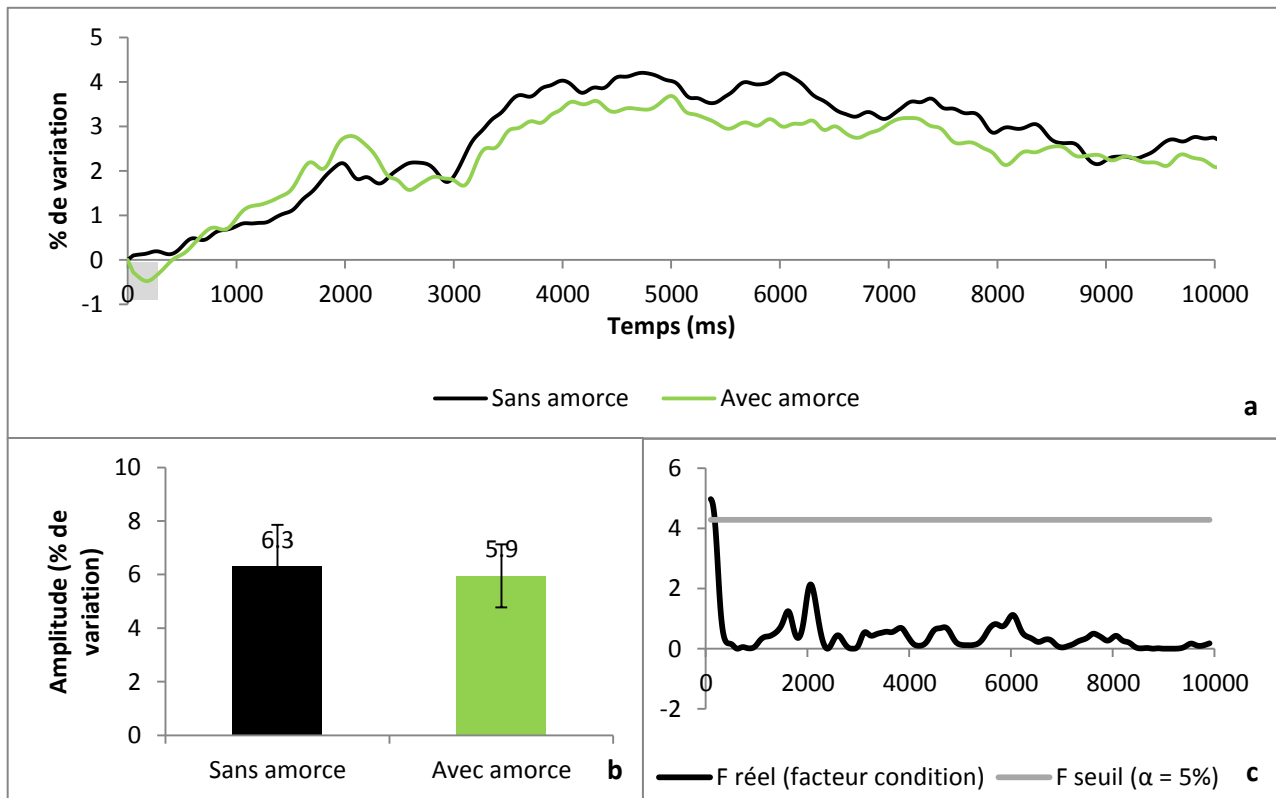 5
4
3
2
1
0
-1
% de variation
0 1000 2000 3000 4000 5000 6000 7000 8000 9000 10000
Temps (ms)
Sans amorce Avec amorce
a
10
8
6
4
2
0
Amplitude (% de
variation)
6.3 5.9
Sans amorce Avec amorce
b
6
4
2
0
-2
0 2000 4000 6000 8000 10000
F réel (facteur condition) F seuil (α = 5%)
c